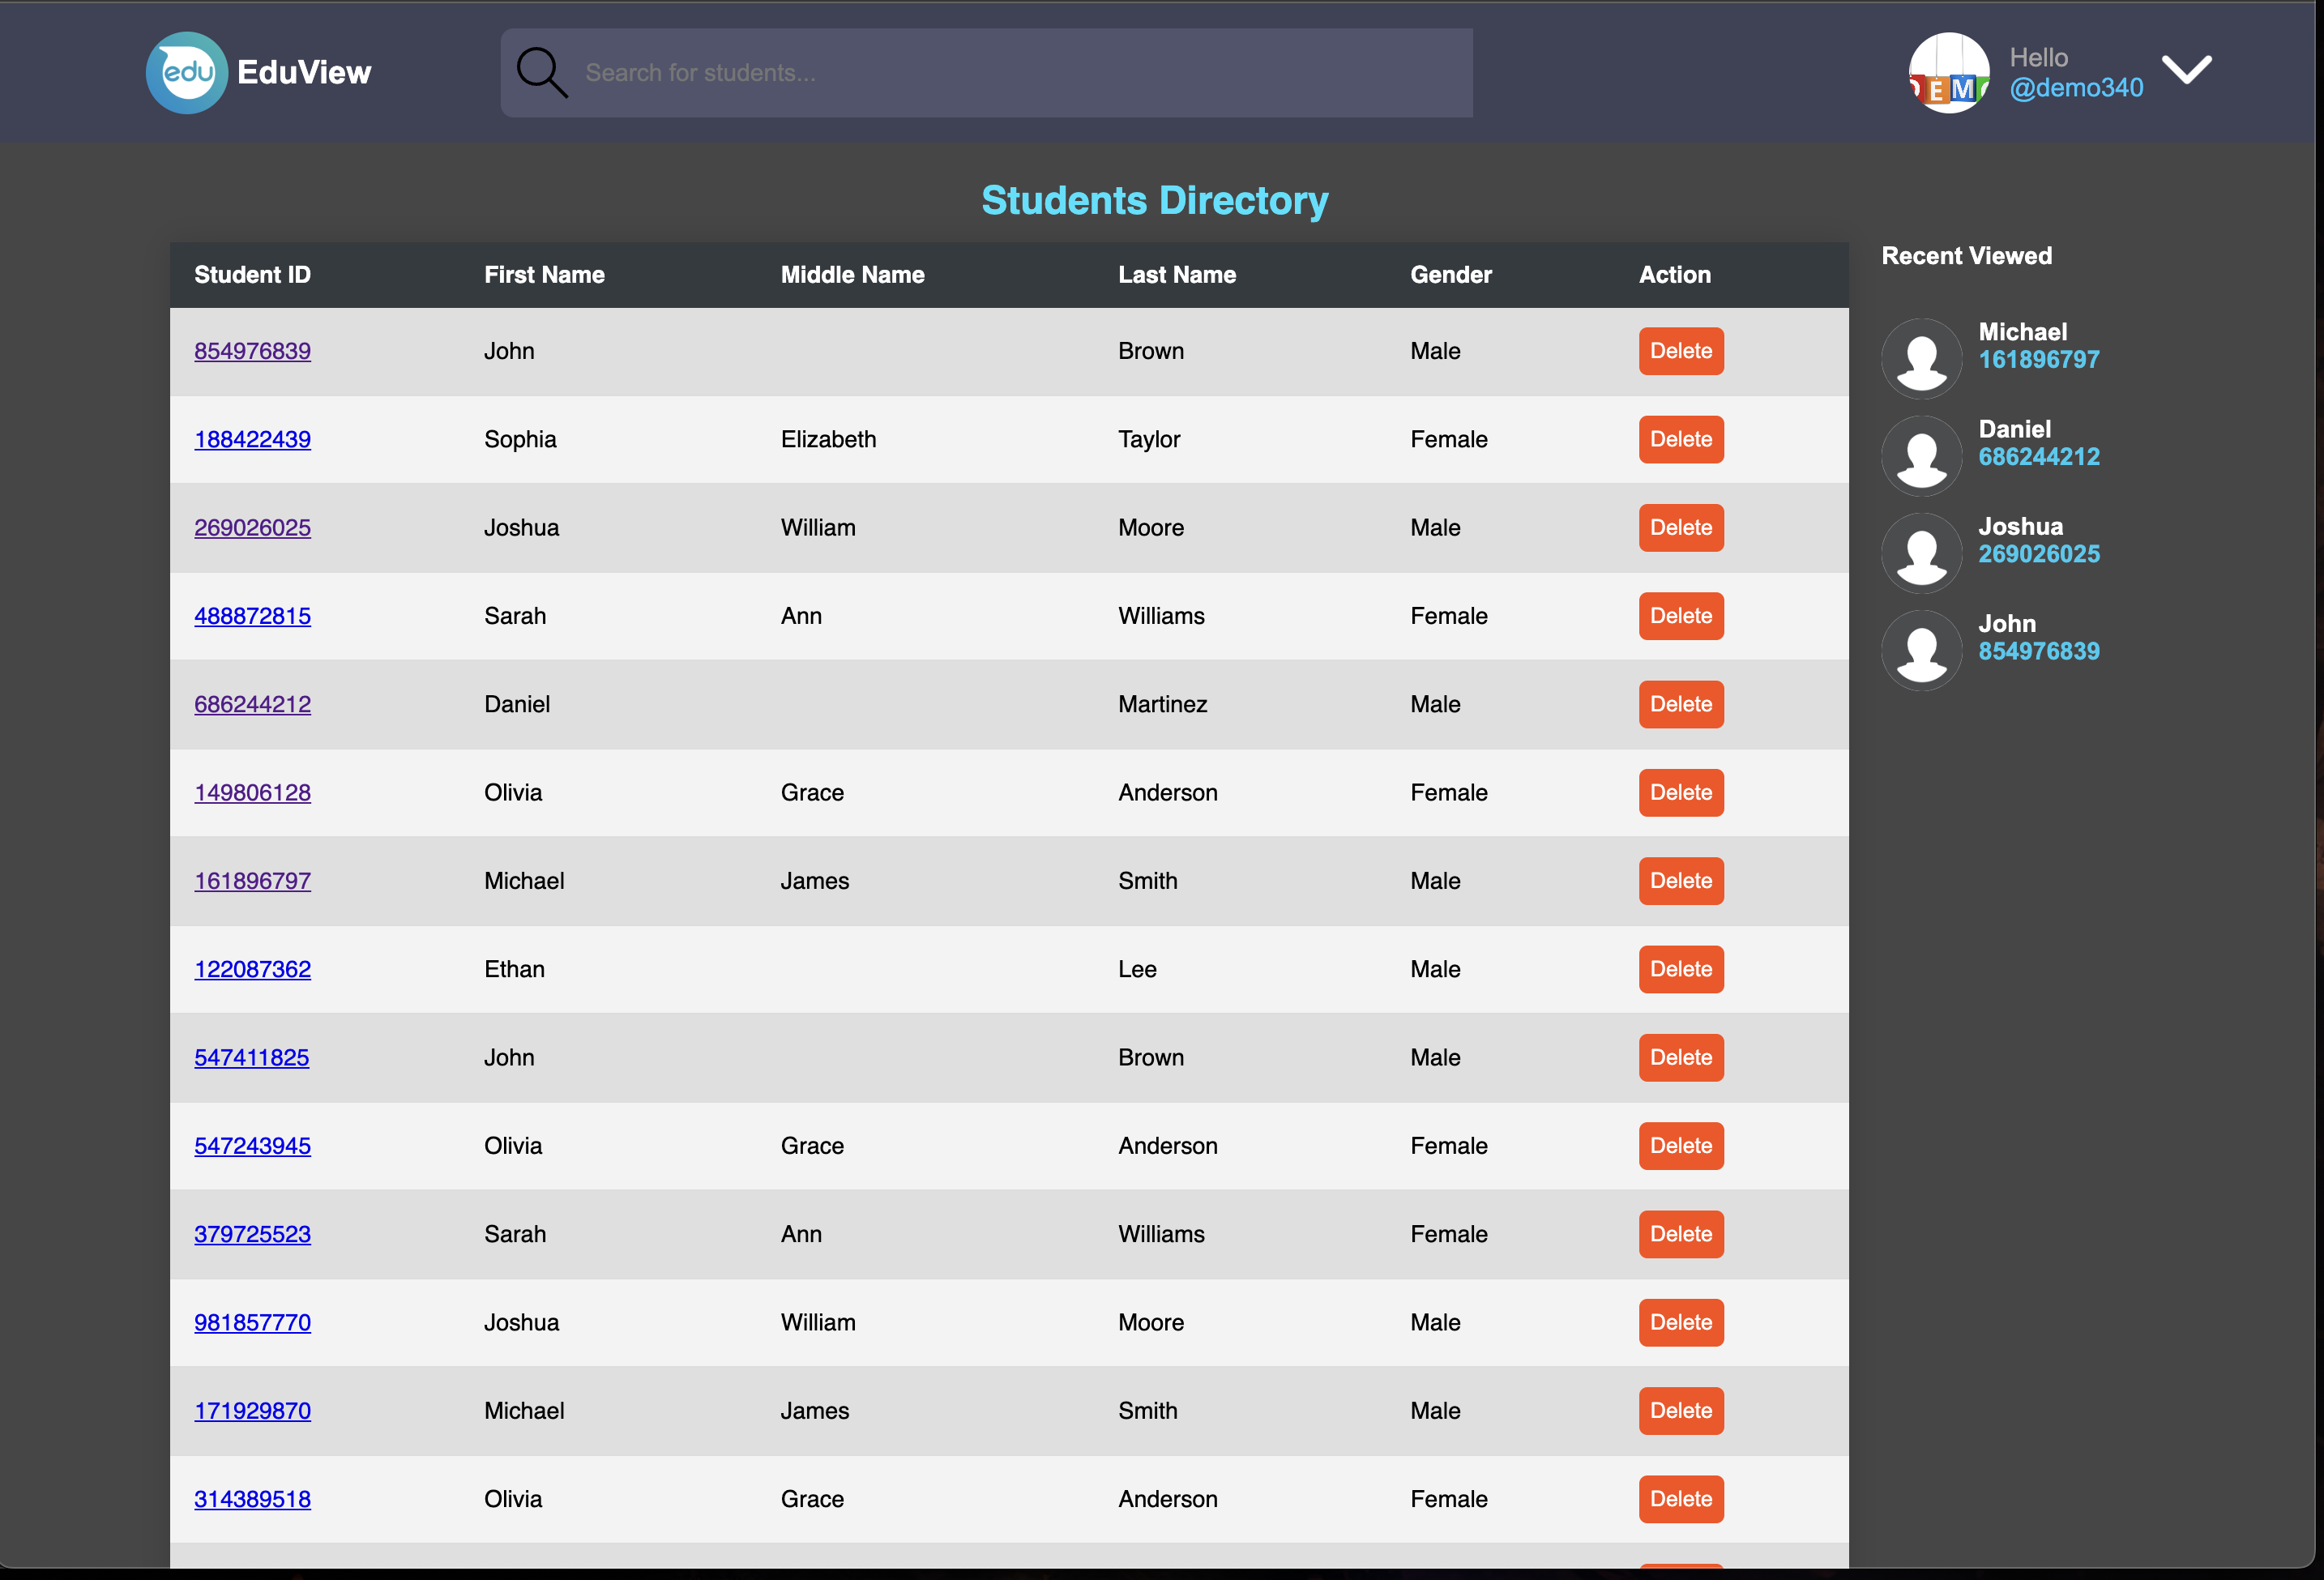 edu EduView
Search for students...
Hello
@demo340
Students Directory
Student ID First Name Middle Name Last Name Gender Action
854976839 John Brown Male Delete
188422439 Sophia Elizabeth Taylor Female Delete
269026025 Joshua William Moore Male Delete
488872815 Sarah Ann Williams Female Delete
686244212 Daniel Martinez Male Delete
149806128 Olivia Grace Anderson Female Delete
161896797 Michael James Smith Male Delete
122087362 Ethan Lee Male Delete
547411825 John Brown Male Delete
547243945 Olivia Grace Anderson Female Delete
379725523 Sarah Ann Williams Female Delete
981857770 Joshua William Moore Male Delete
171929870 Michael James Smith Male Delete
314389518 Olivia Grace Anderson Female Delete
Recent Viewed
Michael
161896797
Daniel
686244212
Joshua
269026025
John
854976839